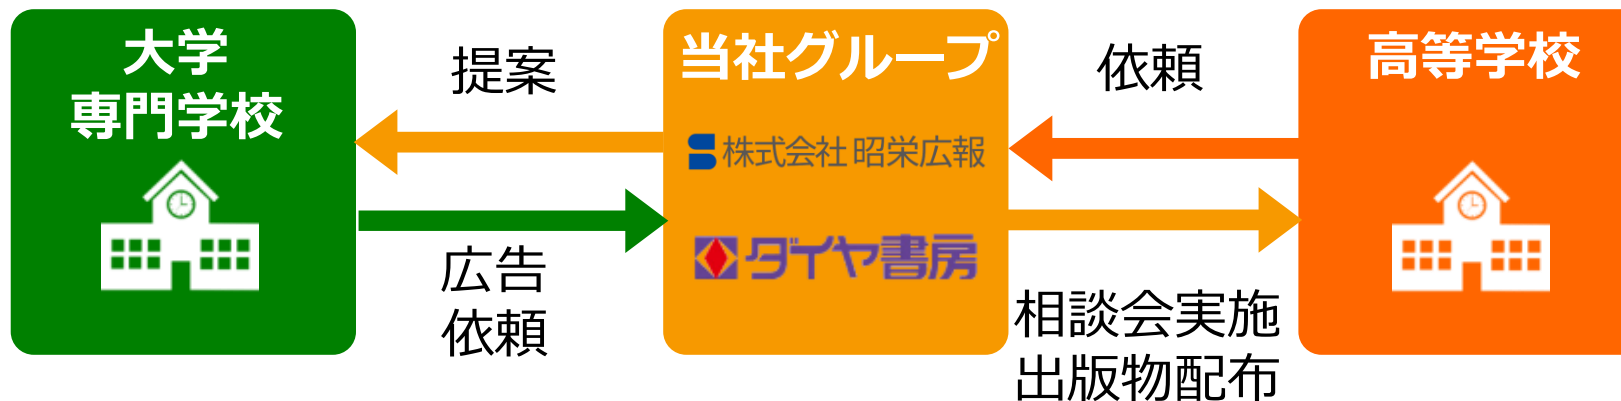 大学
専門学校
提案
広告
依頼
当社グループ
株式会社 昭栄広報
ダイヤ書房
依頼
相談会実施
出版物配布
高等学校